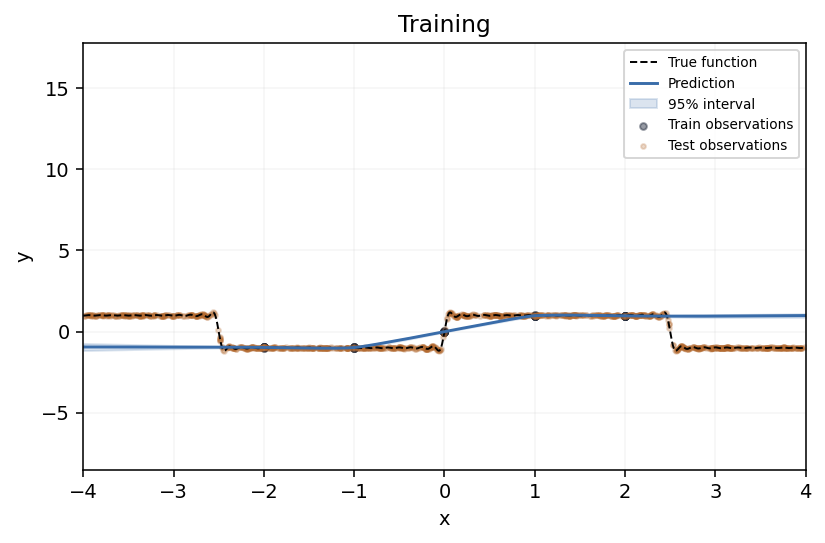 Training
True function
Prediction
95% interval
Train observations
Test observations
15
10
5
0
−5
y
−4 −3 −2 −1 0 1 2 3 4
x